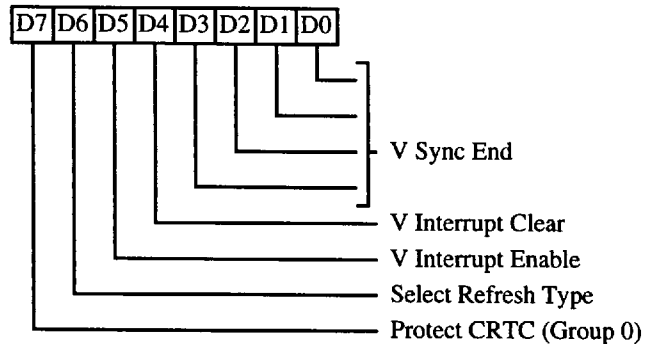 D7 D6 D5 D4 D3 D2 D1 D0
V Sync End
V Interrupt Clear
V Interrupt Enable
Select Refresh Type
Protect CRTC (Group 0)